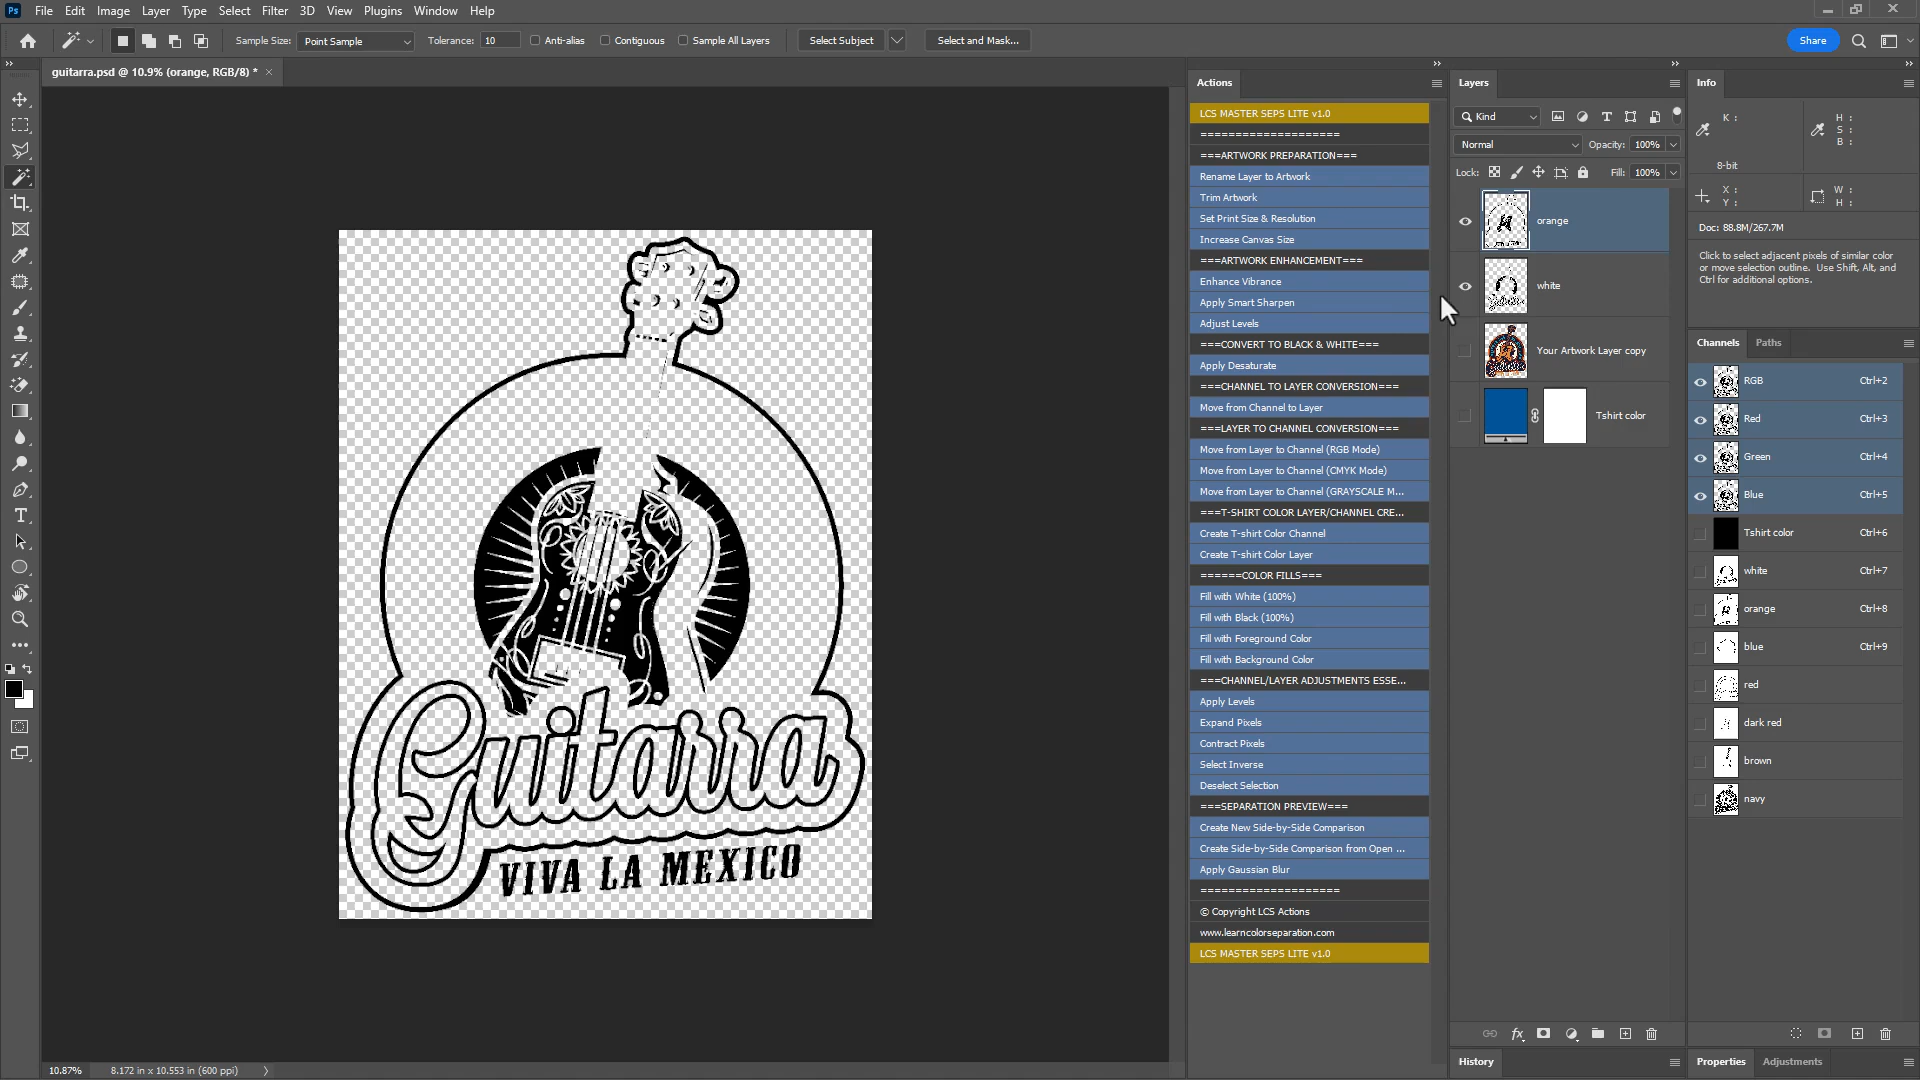 Ps File Edit Image Layer Type Select Filter 3D View Plugins Window Help
Sample Size: Point Sample Tolerance: 10 Anti-alias Contiguous Sample All Layers Select Subject Select and Mask... Share
guitarra.psd @ 10.9% (orange, RGB/8) * ×
Guitarra
VIVA LA MEXICO
10.87% 8.172 in x 10.553 in (600 ppi)
Actions
LCS MASTER SEPS LITE v1.0
====================
===ARTWORK PREPARATION===
Rename Layer to Artwork
Trim Artwork
Set Print Size & Resolution
Increase Canvas Size
===ARTWORK ENHANCEMENT===
Enhance Vibrance
Apply Smart Sharpen
Adjust Levels
===CONVERT TO BLACK & WHITE===
Apply Desaturate
===CHANNEL TO LAYER CONVERSION===
Move from Channel to Layer
===LAYER TO CHANNEL CONVERSION===
Move from Layer to Channel (RGB Mode)
Move from Layer to Channel (CMYK Mode)
Move from Layer to Channel (GRAYSCALE M...
===T-SHIRT COLOR LAYER/CHANNEL CRE...
Create T-shirt Color Channel
Create T-shirt Color Layer
======COLOR FILLS===
Fill with White (100%)
Fill with Black (100%)
Fill with Foreground Color
Fill with Background Color
===CHANNEL/LAYER ADJUSTMENTS ESSE...
Apply Levels
Expand Pixels
Contract Pixels
Select Inverse
Deselect Selection
===SEPARATION PREVIEW===
Create New Side-by-Side Comparison
Create Side-by-Side Comparison from Open ...
Apply Gaussian Blur
====================
© Copyright LCS Actions
www.learncolorseparation.com
LCS MASTER SEPS LITE v1.0
Layers
Kind
Normal Opacity: 100%
Lock: Fill: 100%
orange
white
Your Artwork Layer copy
Tshirt color
fx
History
Info
K :
H :
S :
B :
8-bit
X :
Y :
W :
H :
Doc: 88.8M/267.7M
Click to select adjacent pixels of similar color
or move selection outline. Use Shift, Alt, and
Ctrl for additional options.
Channels Paths
RGB Ctrl+2
Red Ctrl+3
Green Ctrl+4
Blue Ctrl+5
Tshirt color Ctrl+6
white Ctrl+7
orange Ctrl+8
blue Ctrl+9
red
dark red
brown
navy
Properties Adjustments